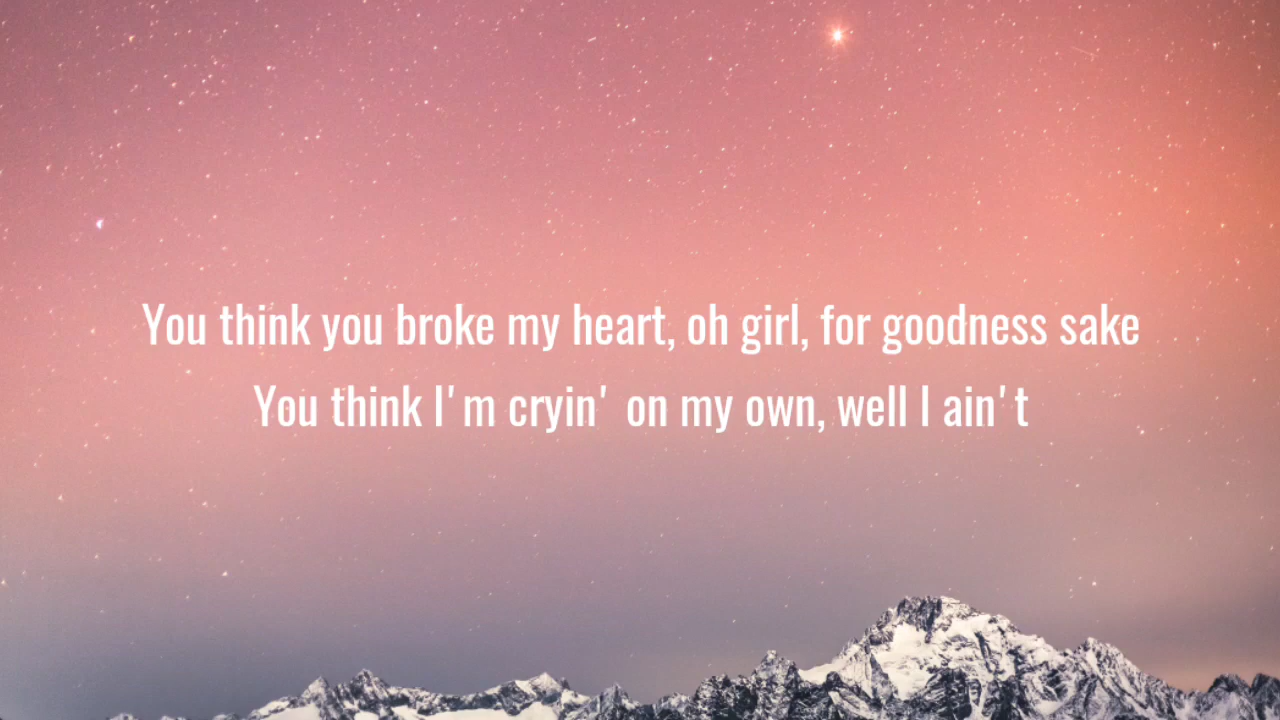 You think you broke my heart, oh girl, for goodness sake
You think I'm cryin' on my own, well I ain't